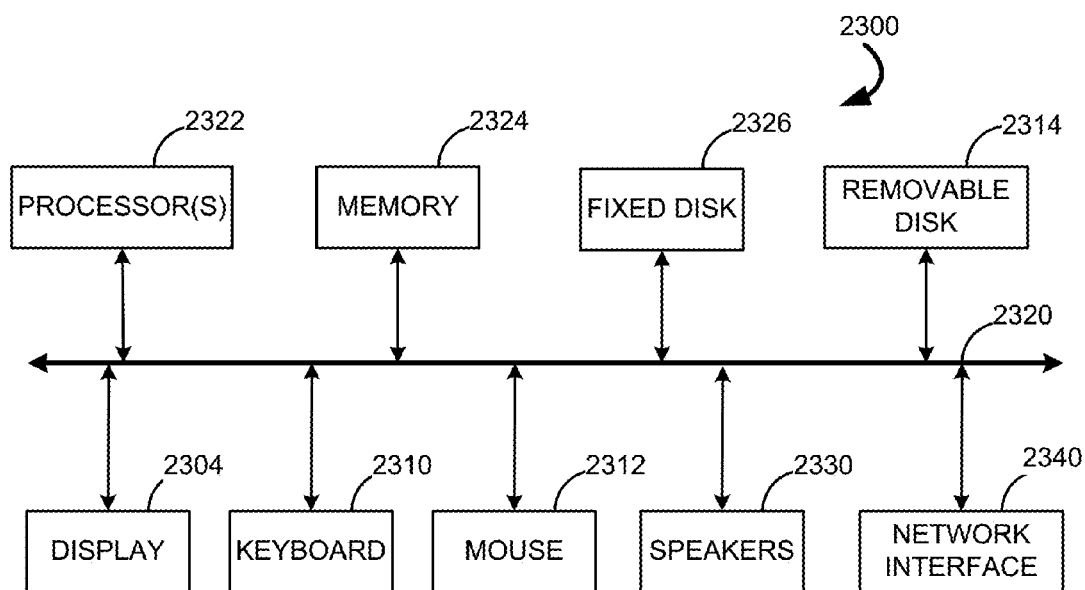 2300
2322
2324
2326
2314
PROCESSOR(S)
MEMORY
FIXED DISK
REMOVABLE
DISK
2320
2304
2310
2312
2330
2340
DISPLAY
KEYBOARD
MOUSE
SPEAKERS
NETWORK
INTERFACE